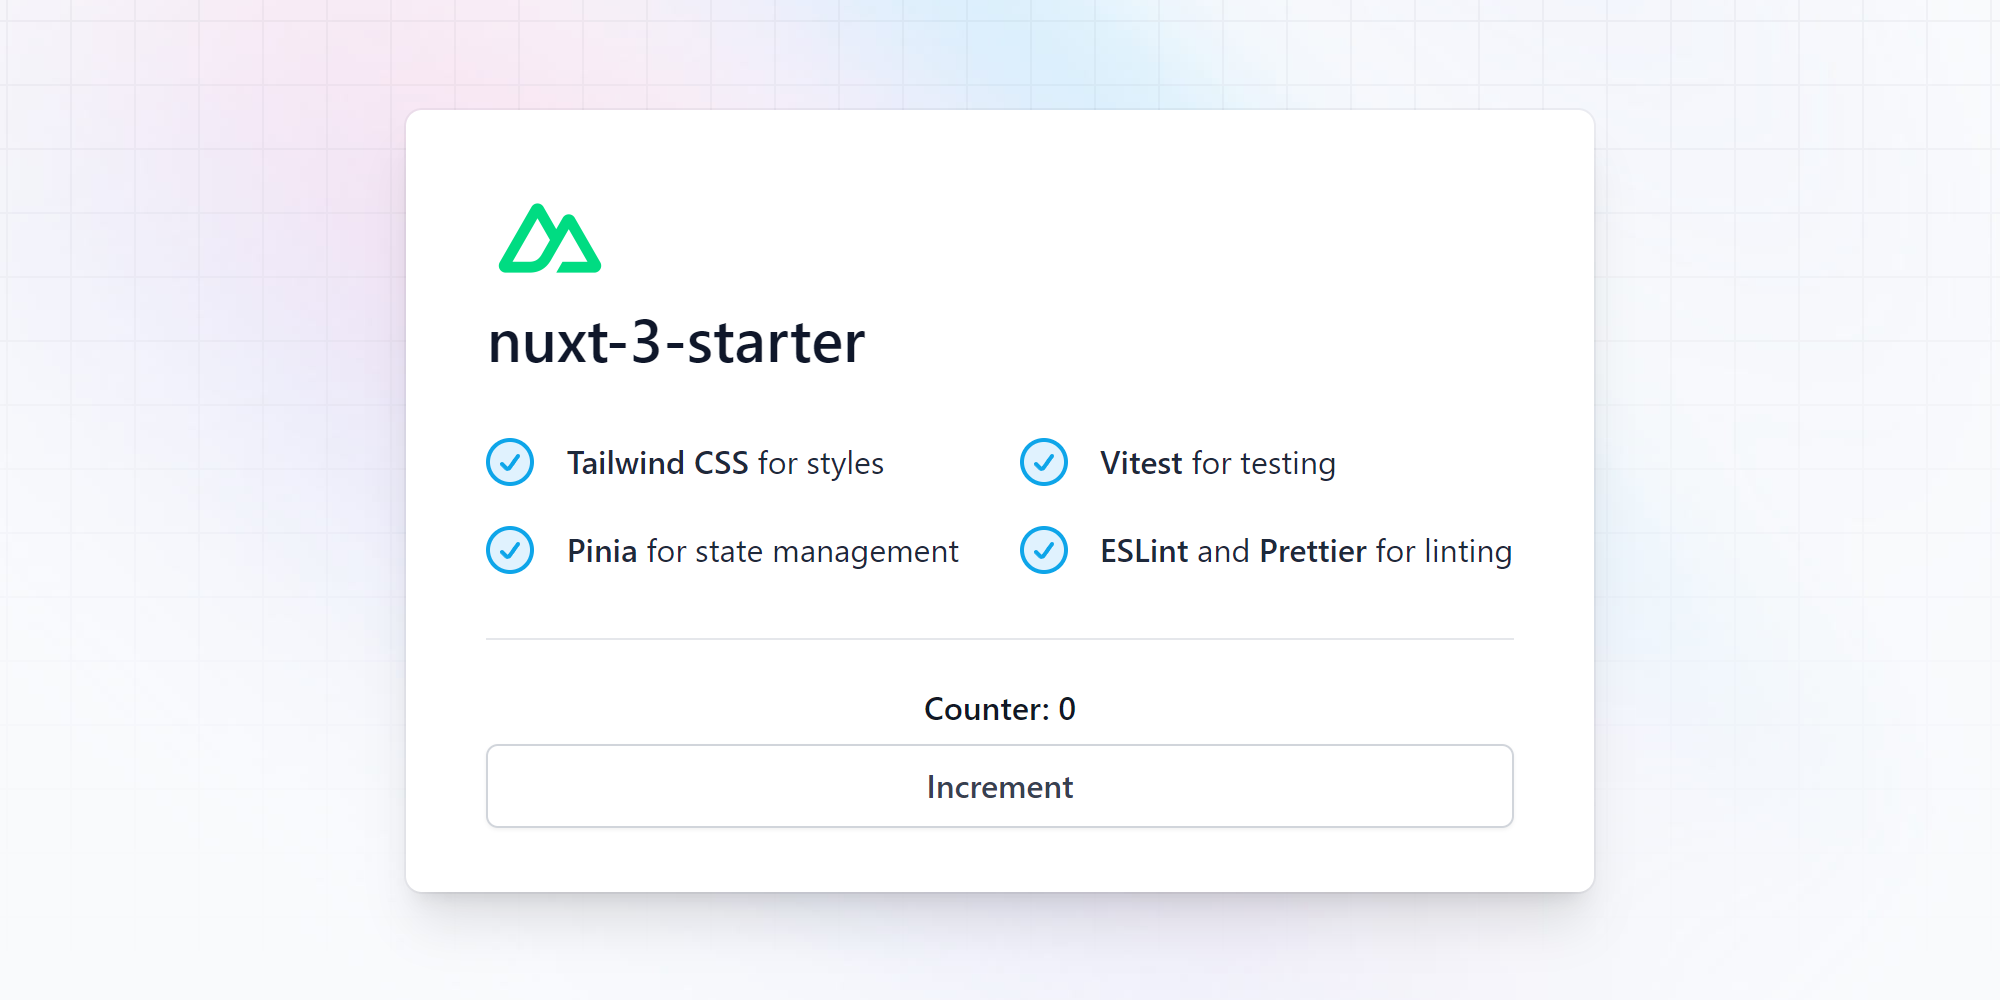 nuxt-3-starter
Tailwind CSS for styles
Vitest for testing
Pinia for state management
ESLint and Prettier for linting
Counter: 0
Increment